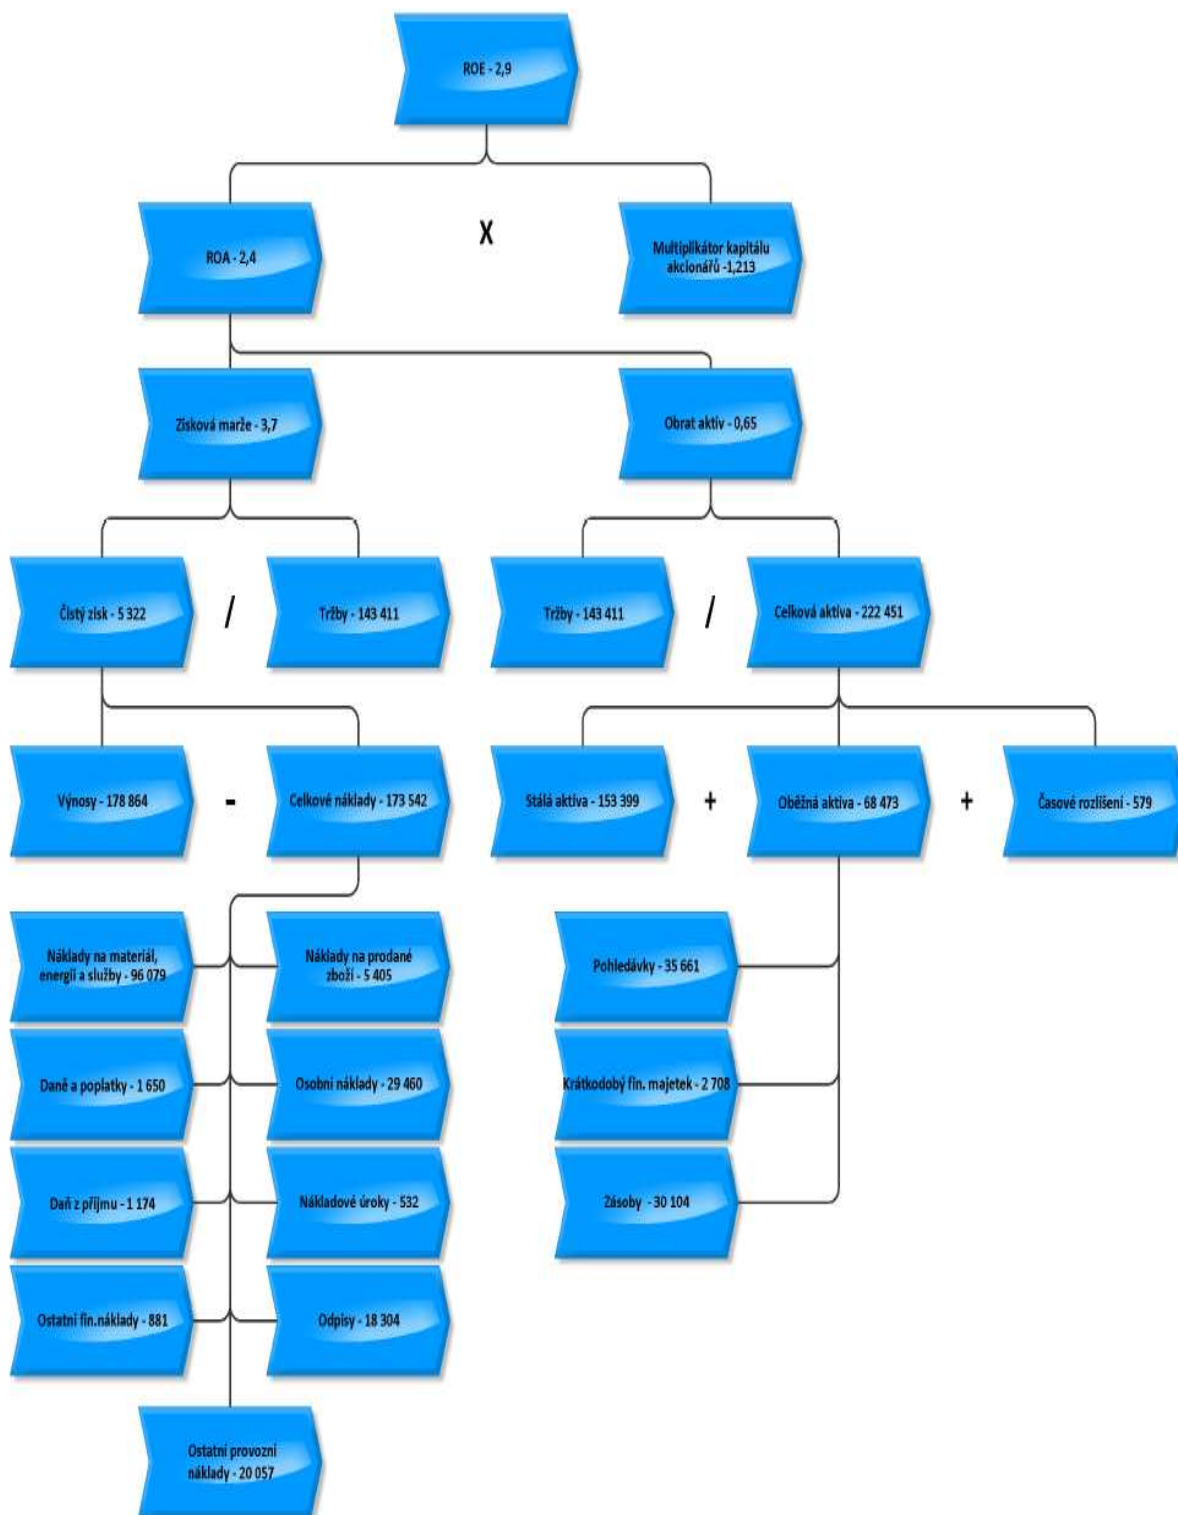 ROE - 2,9
ROA - 2,4
X
Multiplikátor kapitálu
akcionářů -1,213
Zisková marže - 3,7
Obrat aktiv - 0,65
Čistý zisk - 5 322
/
Tržby - 143 411
Tržby - 143 411
/
Celková aktiva - 222 451
Výnosy - 178 864
-
Celkové náklady - 173 542
Stálá aktiva - 153 399
+
Oběžná aktiva - 68 473
+
Časové rozlišení - 579
Náklady na materiál,
energii a služby - 96 079
Náklady na prodané
zboží - 5 405
Pohledávky - 35 661
Daně a poplatky - 1 650
Osobní náklady - 29 460
Krátkodobý fin. majetek - 2 708
Daň z příjmu - 1 174
Nákladové úroky - 532
Zásoby - 30 104
Ostatní fin.náklady - 881
Odpisy - 18 304
Ostatní provozní
náklady - 20 057